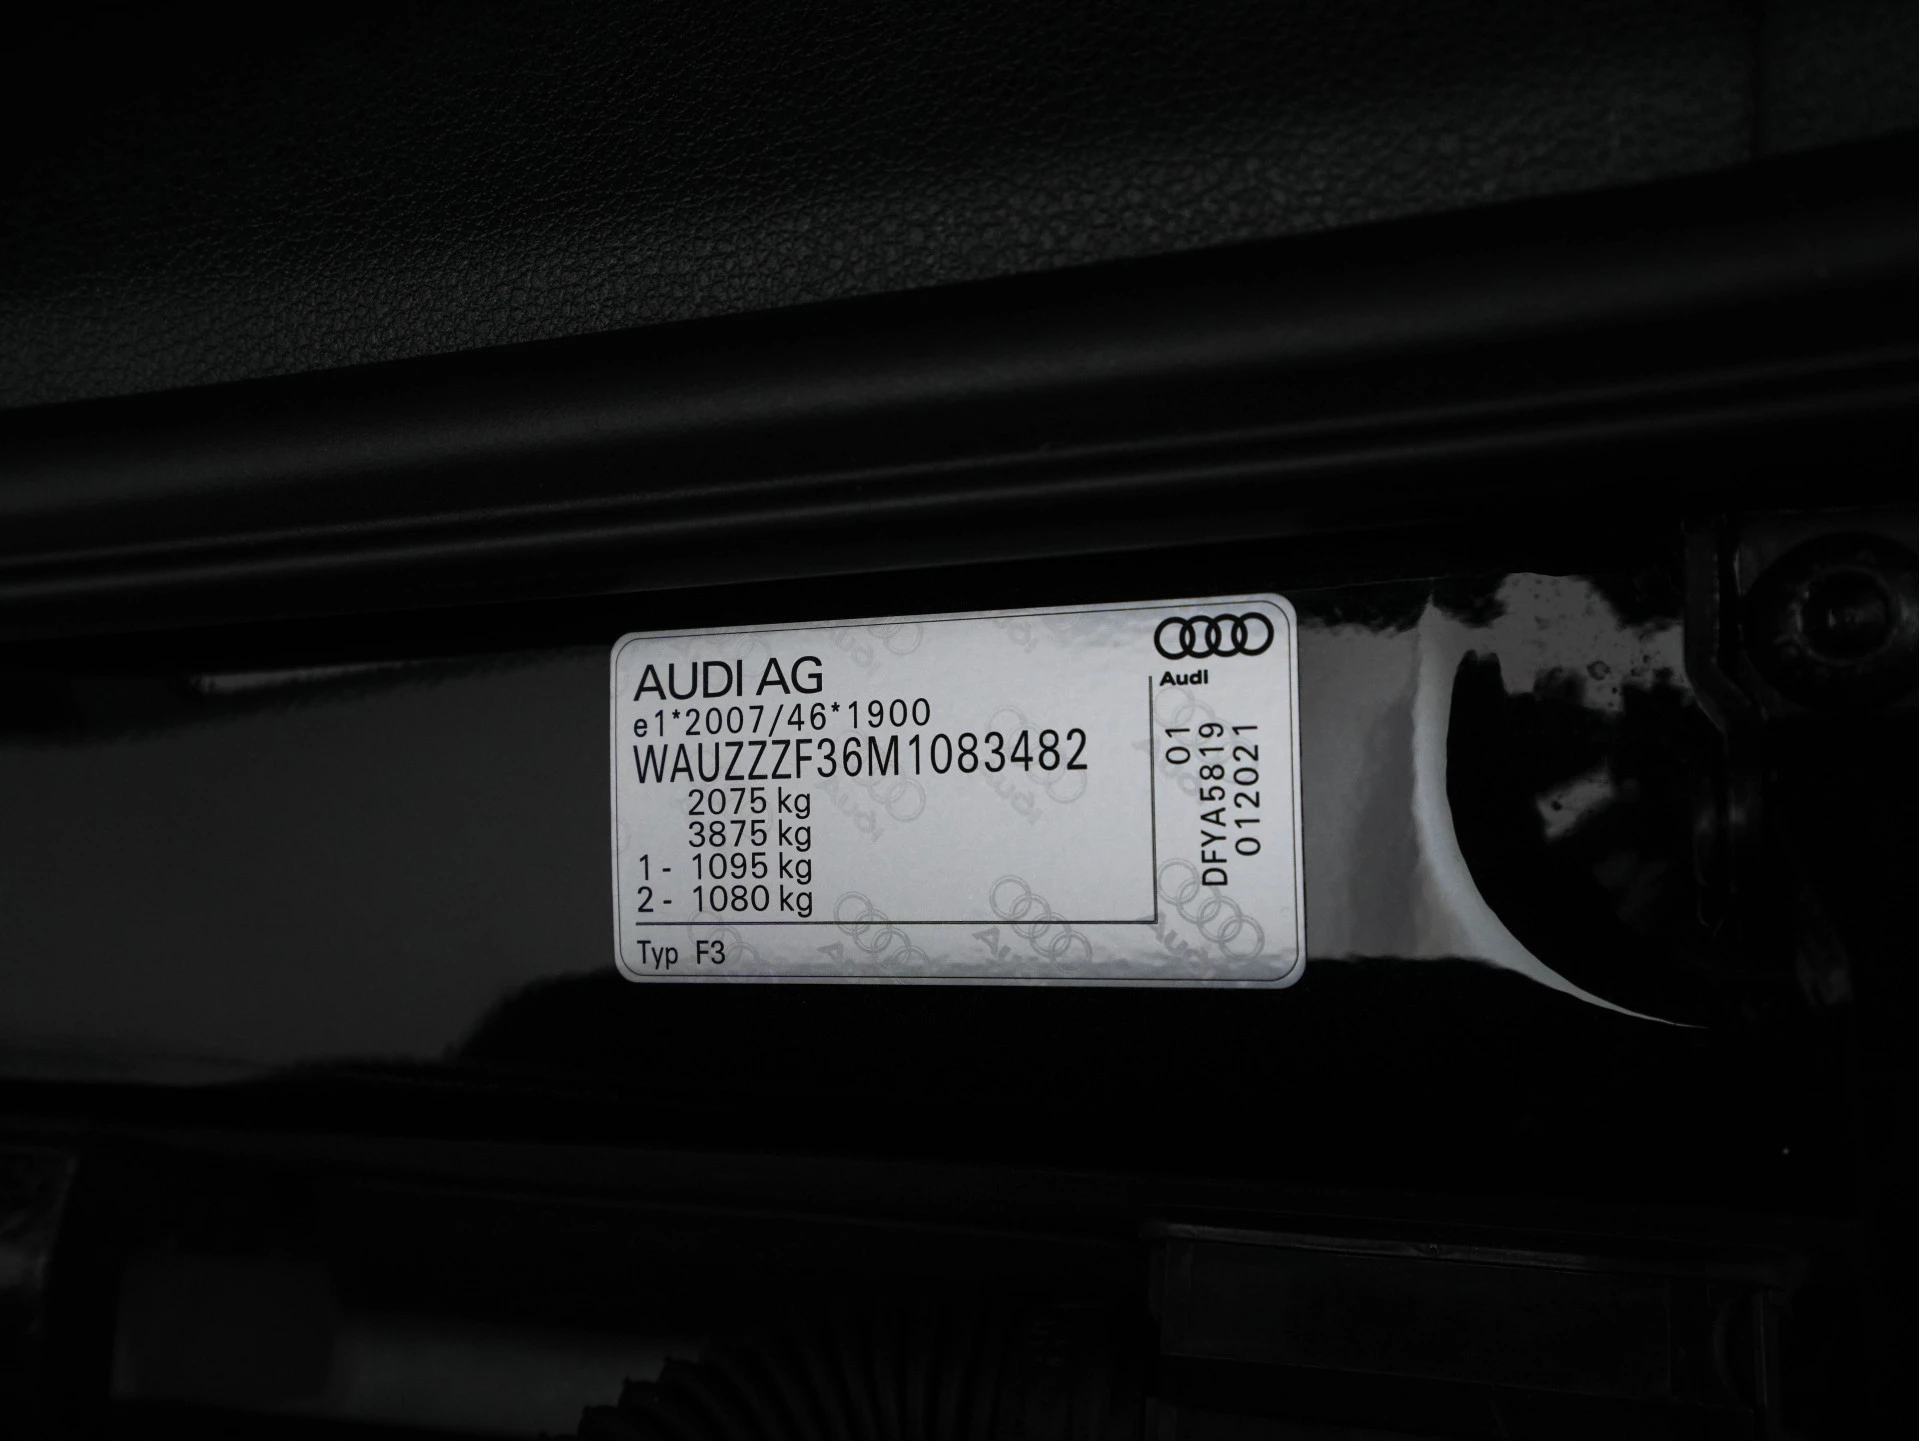 AUDI AG
e1*2007/46*1900
WAUZZZF36M1083482
2075 kg
3875 kg
1- 1095 kg
2- 1080 kg
Typ F3
Audi
01
DFYA5819
012021